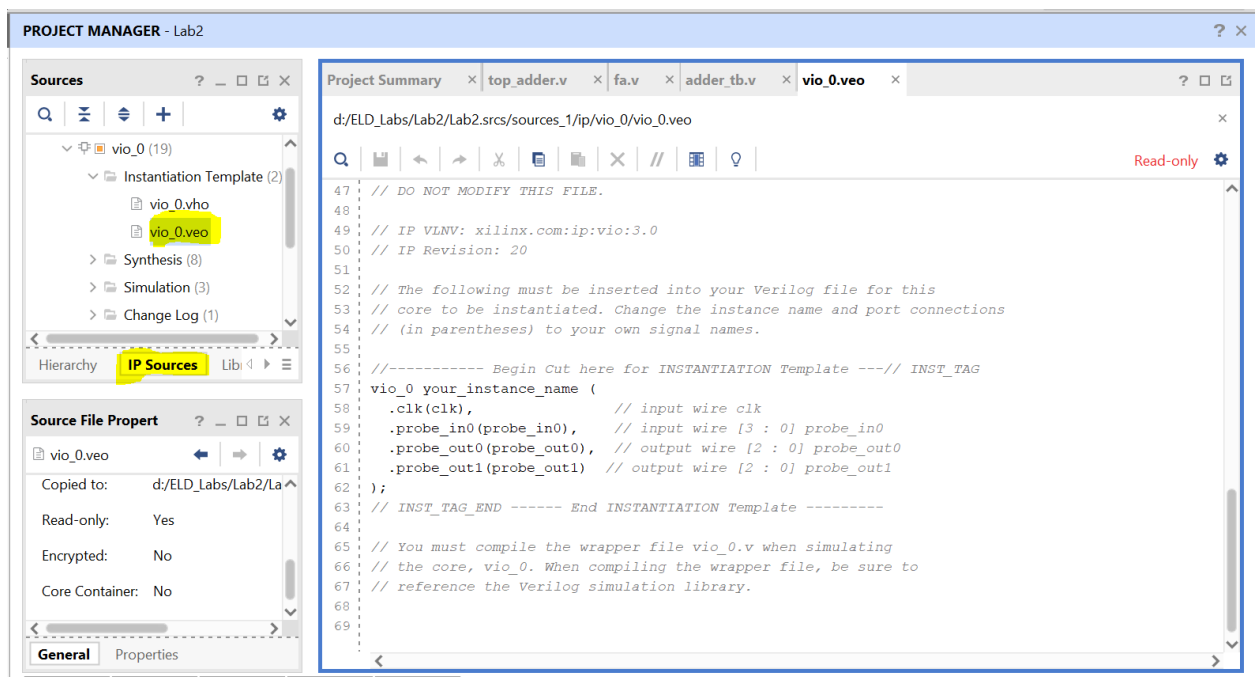 PROJECT MANAGER - Lab2
Sources
vio_0 (19)
Instantiation Template (2)
vio_0.vho
vio_0.veo
Synthesis (8)
Simulation (3)
Change Log (1)
Hierarchy IP Sources
Source File Propert
vio_0.veo
Copied to: d:/ELD_Labs/Lab2/La
Read-only: Yes
Encrypted: No
Core Container: No
General Properties
Project Summary top_adder.v fa.v adder_tb.v vio_0.veo
d:/ELD_Labs/Lab2/Lab2.srcs/sources_1/ip/vio_0/vio_0.veo
Read-only
47 // DO NOT MODIFY THIS FILE.
48
49 // IP VLNV: xilinx.com:ip:vio:3.0
50 // IP Revision: 20
51
52 // The following must be inserted into your Verilog file for this
53 // core to be instantiated. Change the instance name and port connections
54 // (in parentheses) to your own signal names.
55
56 //----------- Begin Cut here for INSTANTIATION Template ---// INST_TAG
57 vio_0 your_instance_name (
58 .clk(clk), // input wire clk
59 .probe_in0(probe_in0), // input wire [3 : 0] probe_in0
60 .probe_out0(probe_out0), // output wire [2 : 0] probe_out0
61 .probe_out1(probe_out1) // output wire [2 : 0] probe_out1
62 );
63 // INST_TAG_END ------ End INSTANTIATION Template ---------
64
65 // You must compile the wrapper file vio_0.v when simulating
66 // the core, vio_0. When compiling the wrapper file, be sure to
67 // reference the Verilog simulation library.
68
69